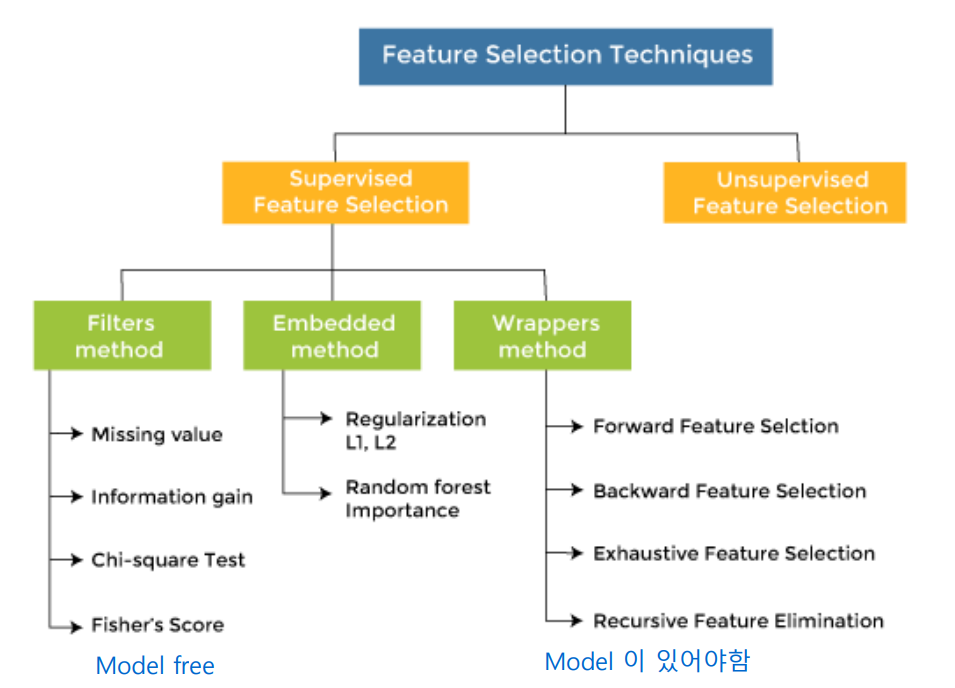 Feature Selection Techniques
Supervised
Feature Selection
Unsupervised
Feature Selection
Filters
method
Embedded
method
Wrappers
method
Missing value
Information gain
Chi-square Test
Fisher's Score
Regularization
L1, L2
Random forest
Importance
Forward Feature Selction
Backward Feature Selection
Exhaustive Feature Selection
Recursive Feature Elimination
Model free
Model 이 있어야함